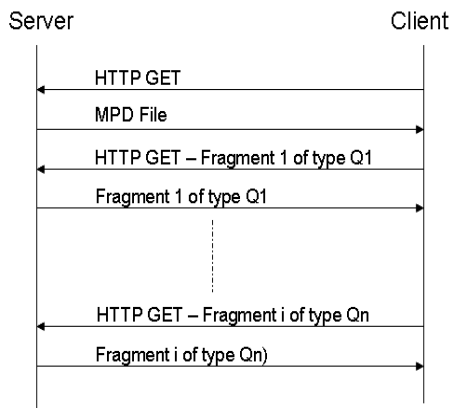 Server
Client
HTTP GET
MPD File
HTTP GET – Fragment 1 of type Q1
Fragment 1 of type Q1
HTTP GET – Fragment i of type Qn
Fragment i of type Qn)